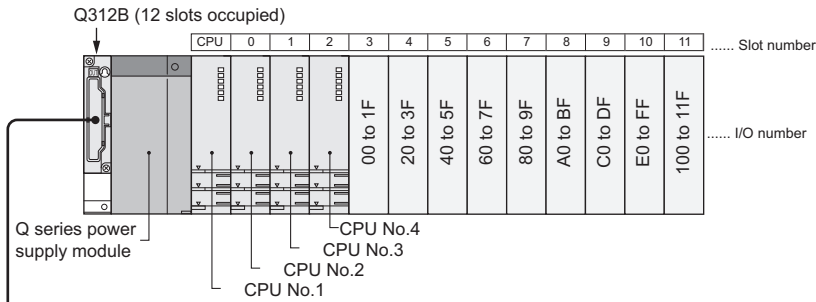 Q312B (12 slots occupied)
CPU 0 1 2 3 4 5 6 7 8 9 10 11 ...... Slot number
00 to 1F
20 to 3F
40 to 5F
60 to 7F
80 to 9F
A0 to BF
C0 to DF
E0 to FF
100 to 11F
...... I/O number
Q series power
supply module
CPU No.4
CPU No.3
CPU No.2
CPU No.1